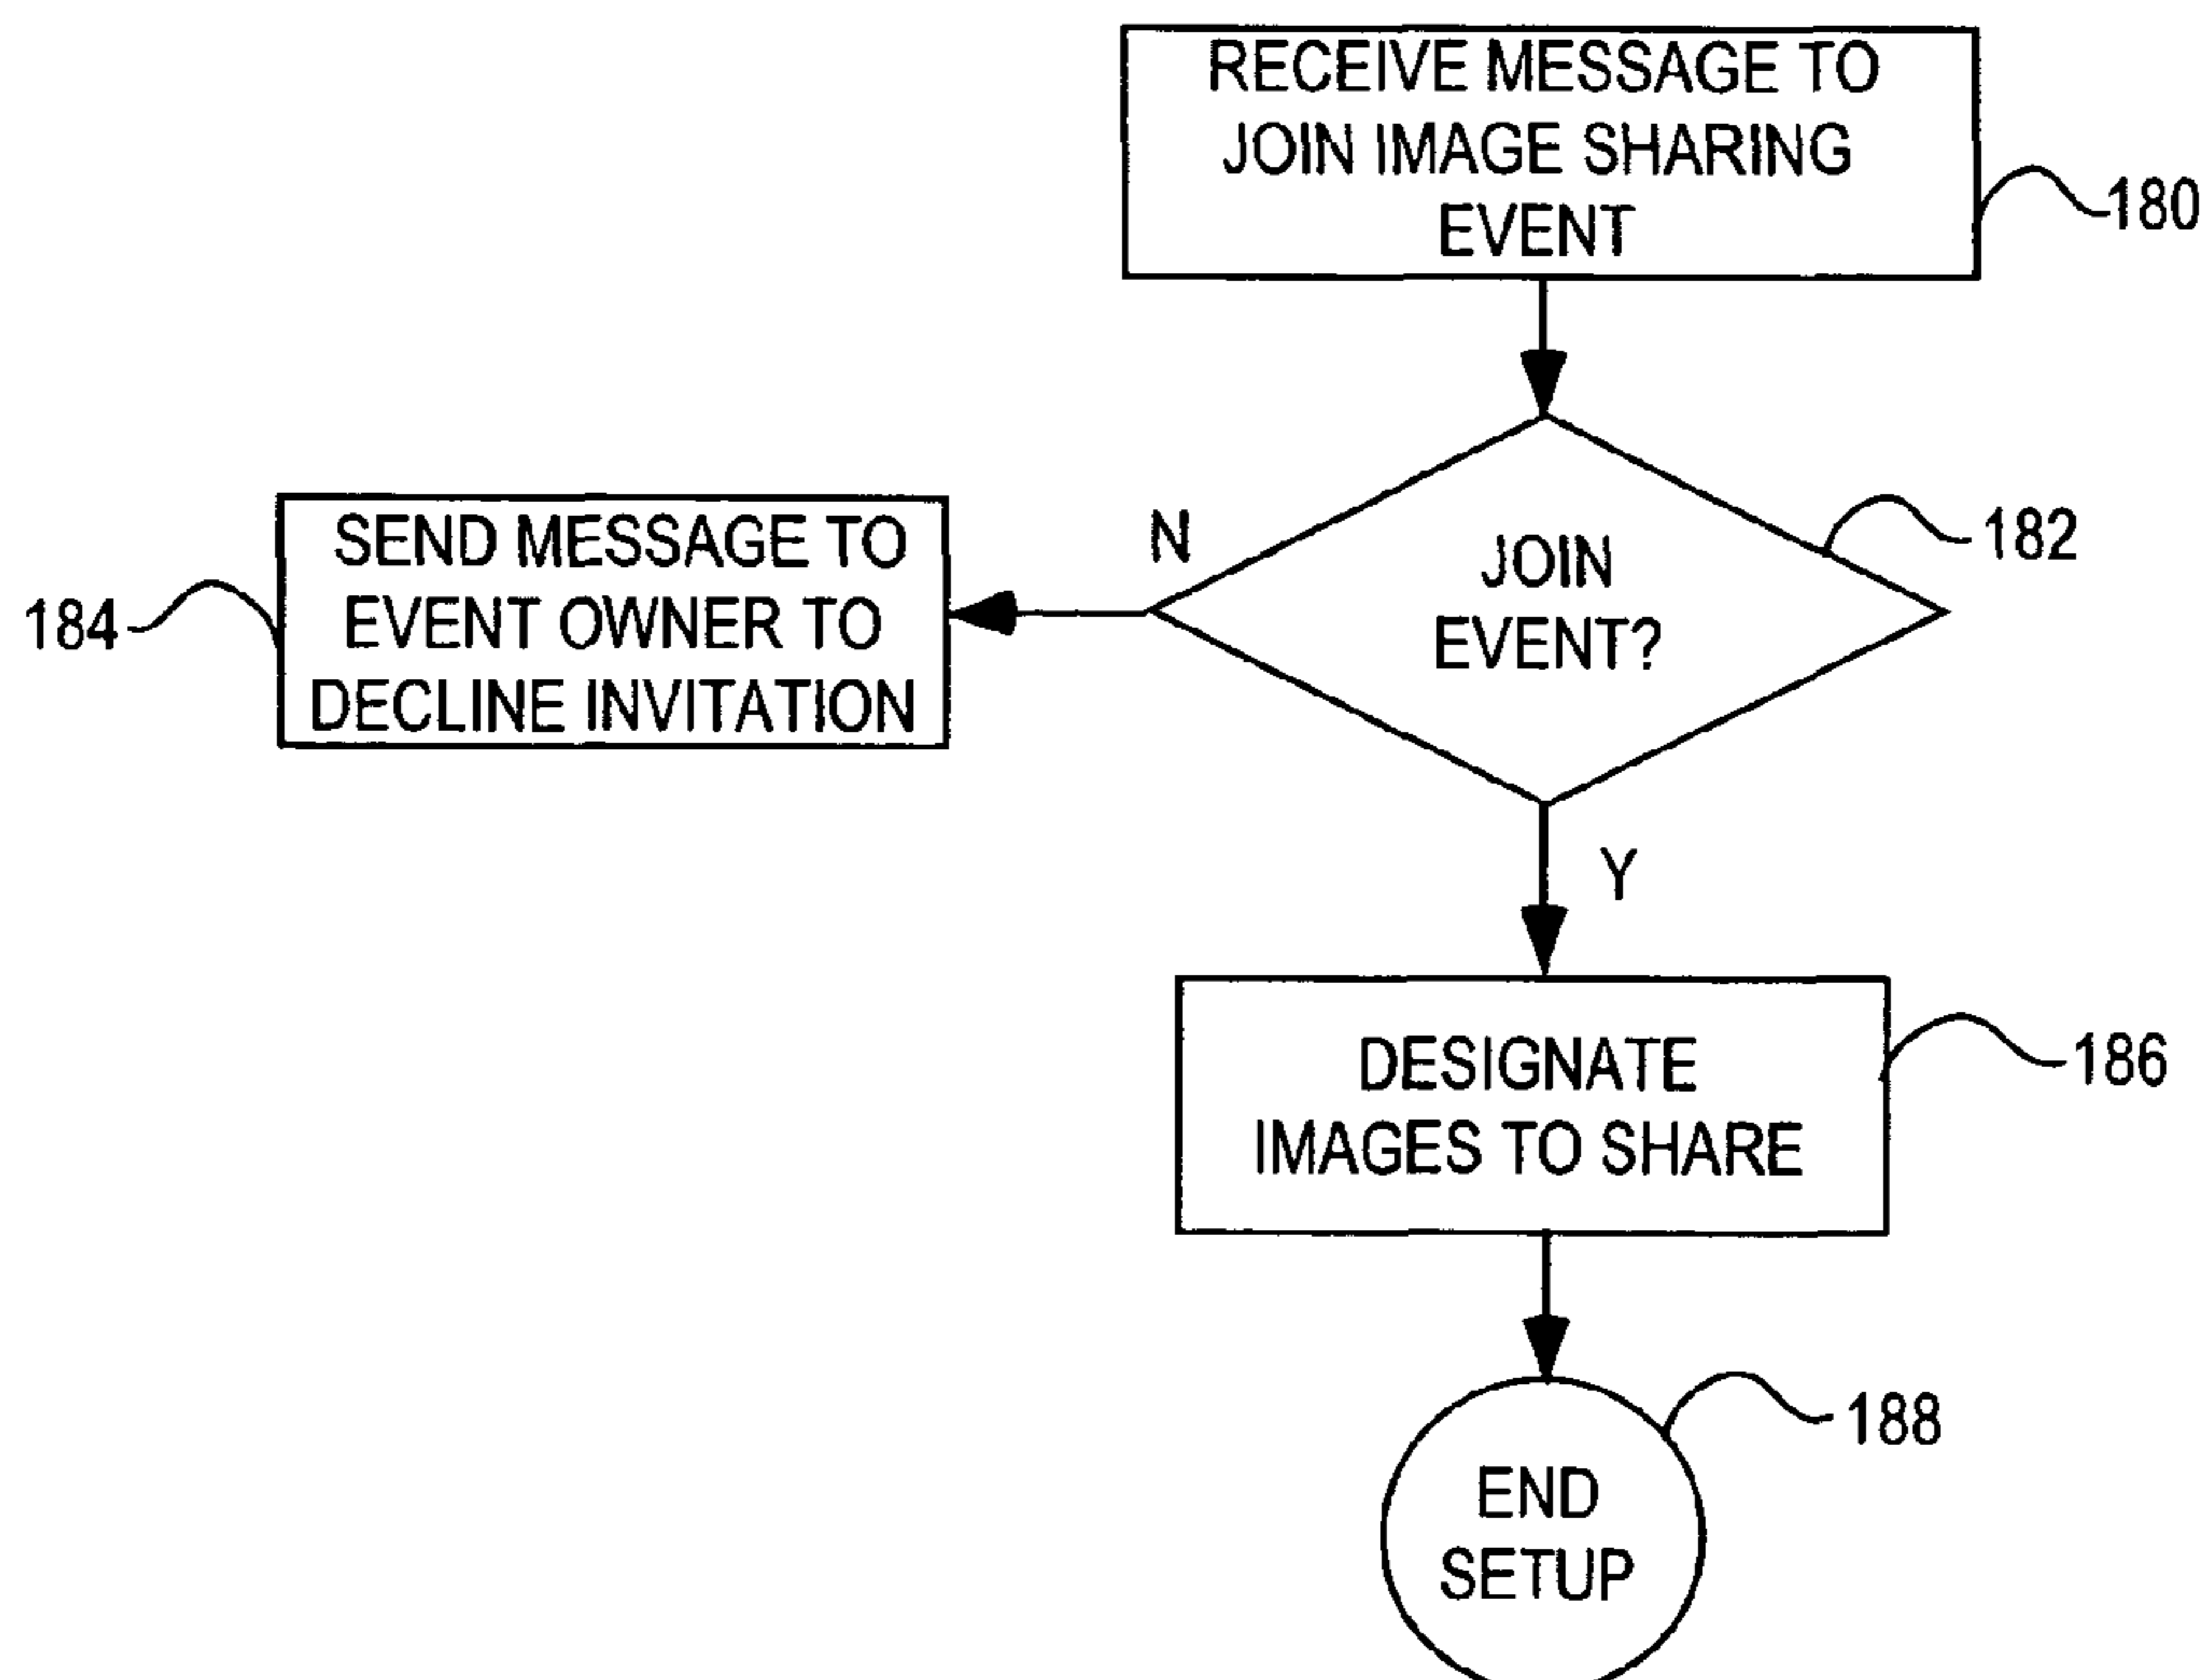 RECEIVE MESSAGE TO
JOIN IMAGE SHARING
EVENT
180
JOIN
EVENT?
182
N
SEND MESSAGE TO
EVENT OWNER TO
DECLINE INVITATION
184
Y
DESIGNATE
IMAGES TO SHARE
186
END
SETUP
188